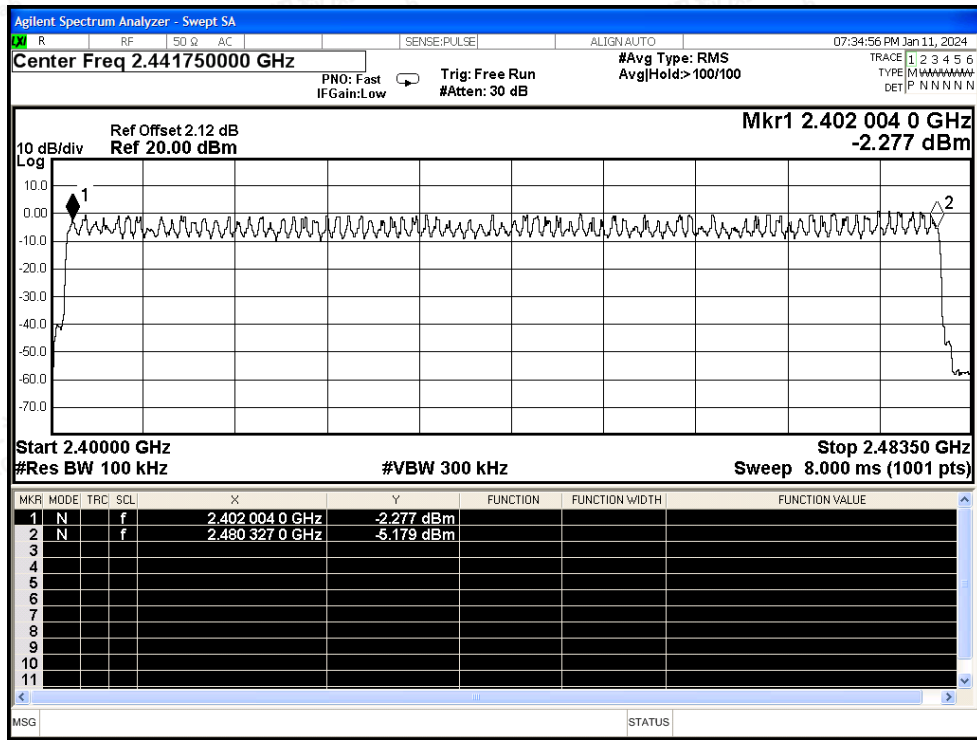 Agilent Spectrum Analyzer - Swept SA
LXI R RF 50 Ω AC SENSE:PULSE ALIGN AUTO 07:34:56 PM Jan 11, 2024
Center Freq 2.441750000 GHz
PNO: Fast
IFGain:Low
Trig: Free Run
#Atten: 30 dB
#Avg Type: RMS
Avg|Hold:>100/100
TRACE 1 2 3 4 5 6
TYPE M WWWWW
DET P N N N N N
Mkr1 2.402 004 0 GHz
-2.277 dBm
Ref Offset 2.12 dB
10 dB/div Ref 20.00 dBm
Log
10.0
0.00
-10.0
-20.0
-30.0
-40.0
-50.0
-60.0
-70.0
1
2
Start 2.40000 GHz Stop 2.48350 GHz
#Res BW 100 kHz #VBW 300 kHz Sweep 8.000 ms (1001 pts)
MKR MODE TRC SCL X Y FUNCTION FUNCTION WIDTH FUNCTION VALUE
1 N f 2.402 004 0 GHz -2.277 dBm
2 N f 2.480 327 0 GHz -5.179 dBm
3
4
5
6
7
8
9
10
11
MSG STATUS